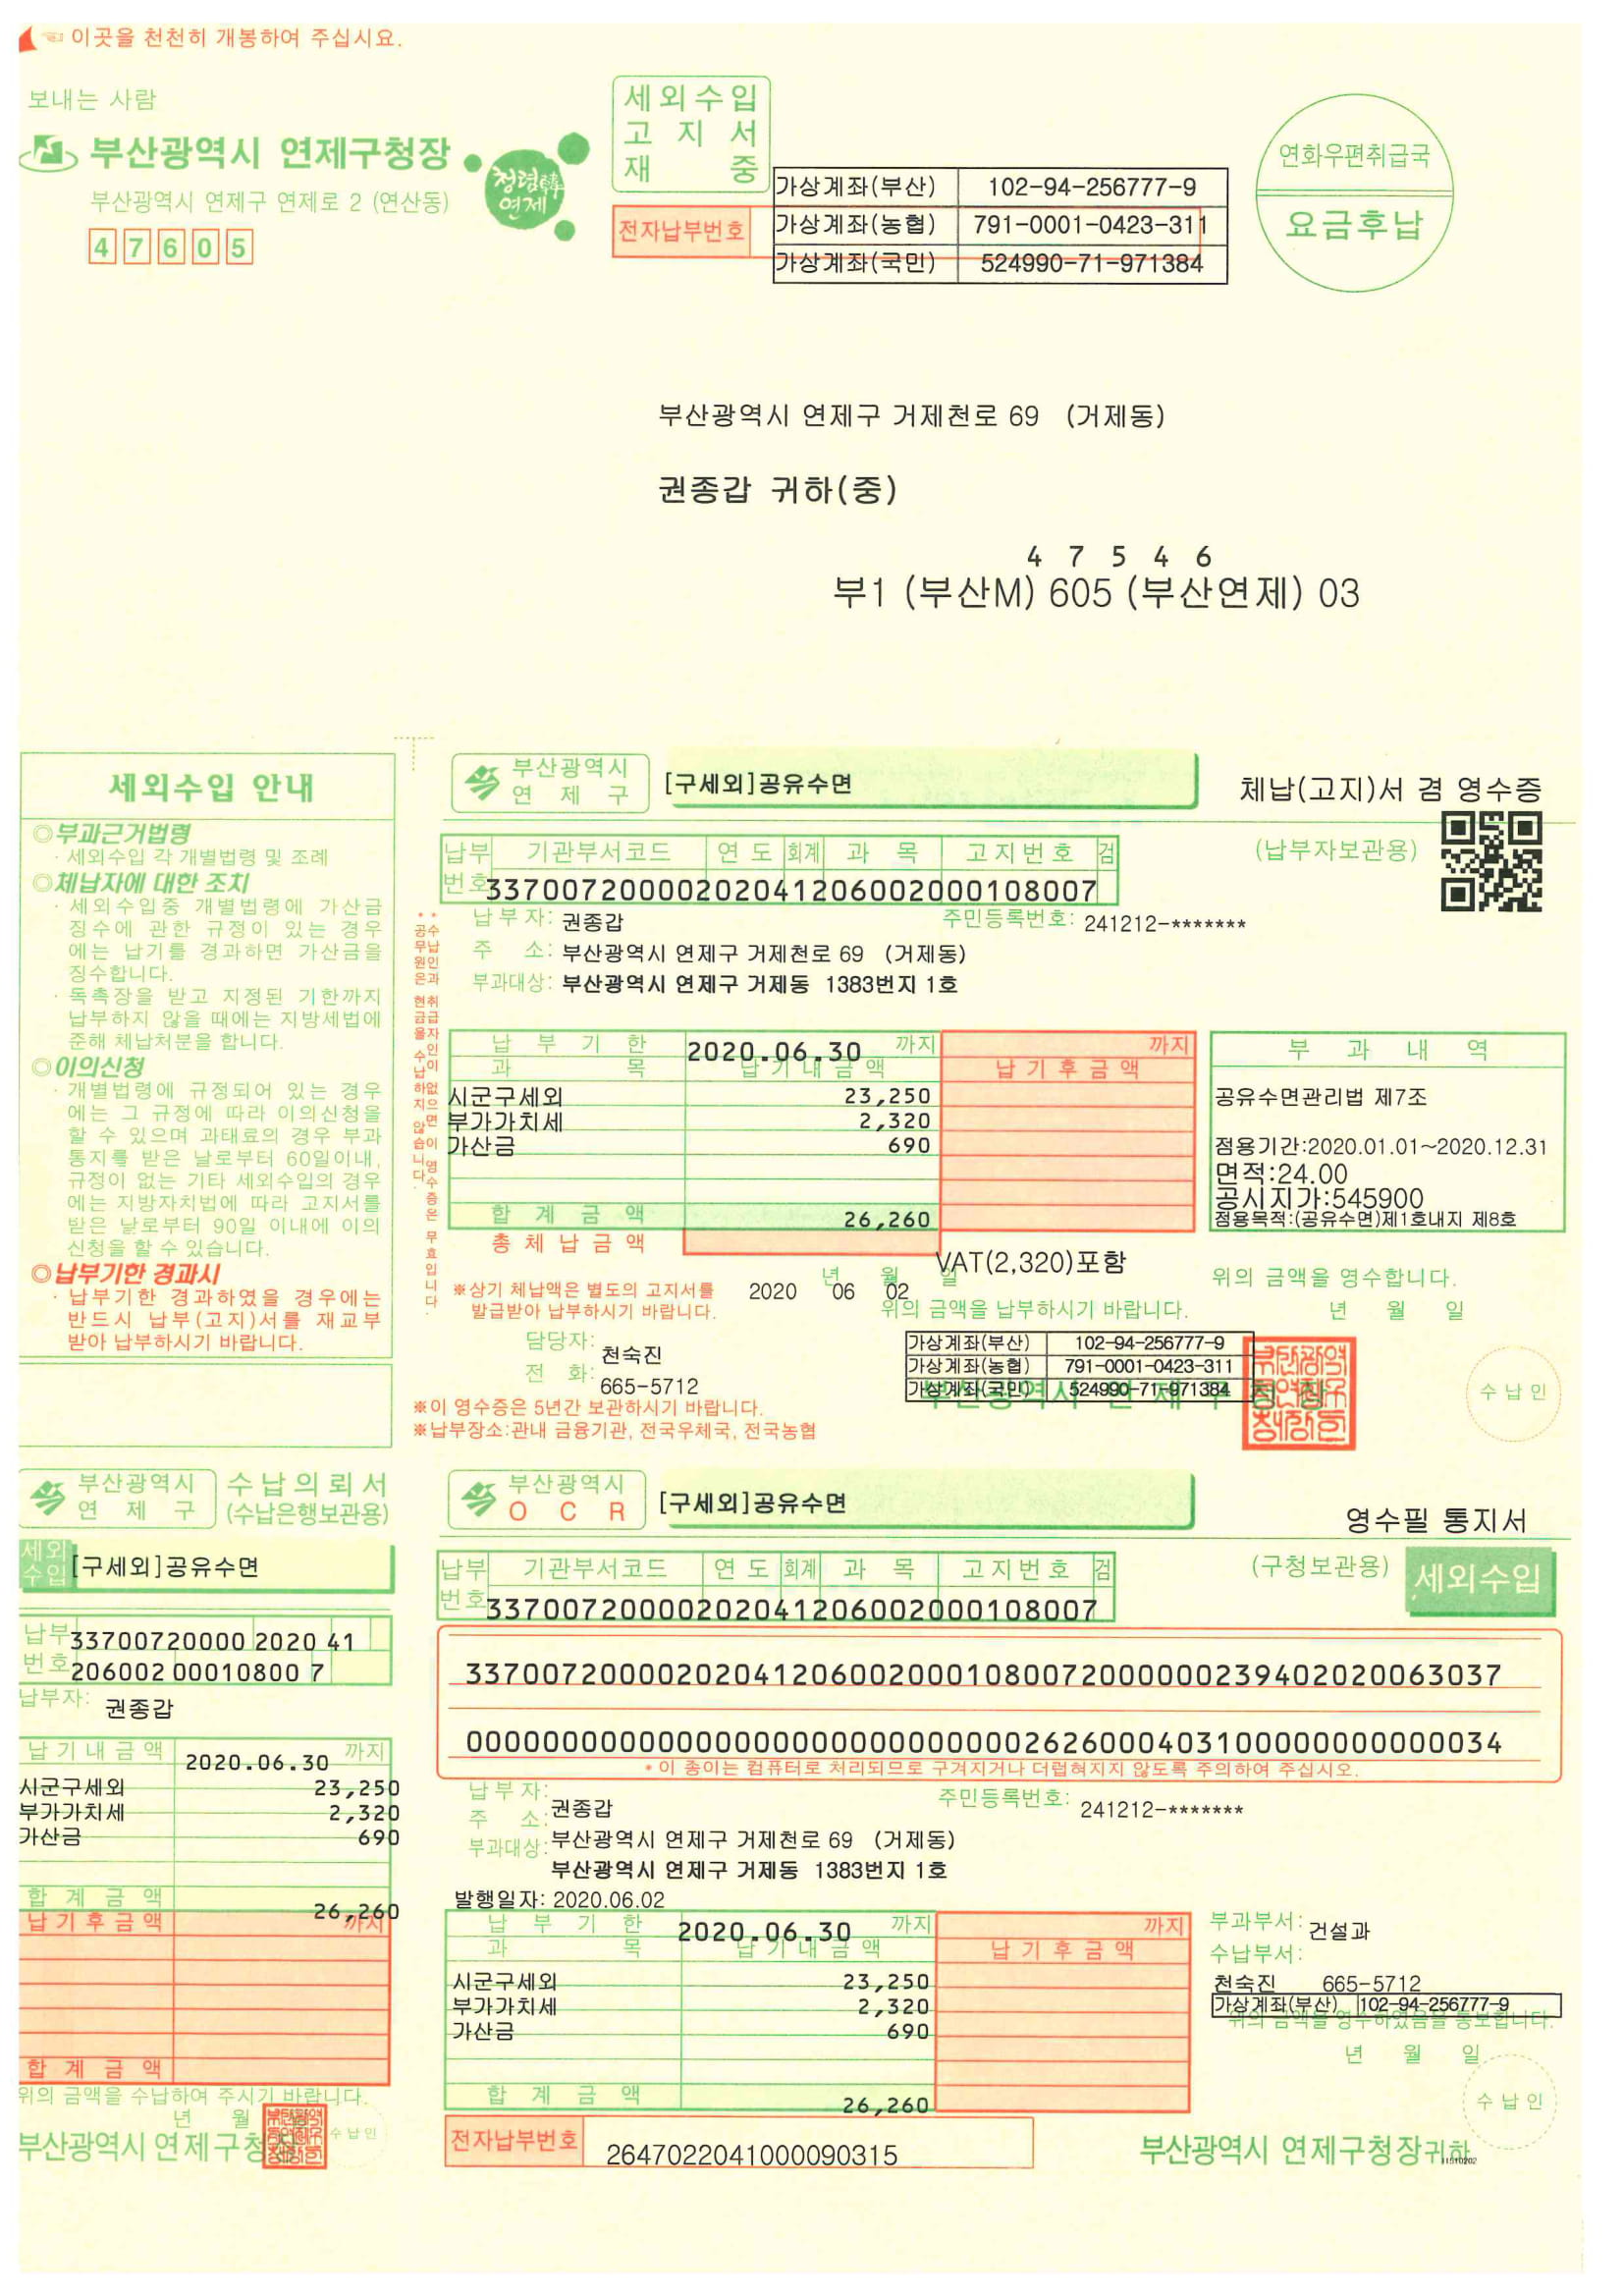 ☜ 이곳을 천천히 개봉하여 주십시요.
보내는 사람
부산광역시 연제구청장
부산광역시 연제구 연제로 2 (연산동)
4 7 6 0 5
청렴
연제
세외수입
고 지 서
재 중
전자납부번호
가상계좌(부산) 102-94-256777-9
가상계좌(농협) 791-0001-0423-311
가상계좌(국민) 524990-71-971384
연화우편취급국
요금후납
부산광역시 연제구 거제천로 69 (거제동)
권종갑 귀하(중)
4 7 5 4 6
부1 (부산M) 605 (부산연제) 03
세외수입 안내
◎부과근거법령
· 세외수입 각 개별법령 및 조례
◎체납자에 대한 조치
· 세외수입중 개별법령에 가산금
징수에 관한 규정이 있는 경우
에는 납기를 경과하면 가산금을
징수합니다.
· 독촉장을 받고 지정된 기한까지
납부하지 않을 때에는 지방세법에
준해 체납처분을 합니다.
◎이의신청
· 개별법령에 규정되어 있는 경우
에는 그 규정에 따라 이의신청을
할 수 있으며 과태료의 경우 부과
통지를 받은 날로부터 60일이내,
규정이 없는 기타 세외수입의 경우
에는 지방자치법에 따라 고지서를
받은 날로부터 90일 이내에 이의
신청을 할 수 있습니다.
◎납부기한 경과시
· 납부기한 경과하였을 경우에는
반드시 납부(고지)서를 재교부
받아 납부하시기 바랍니다.
*수납인과 취급자인이 없으면 이 영수증은 무효입니다.
*공무원은 현금을 수납하지 않습니다.
부산광역시
연 제 구
[구세외]공유수면
체납(고지)서 겸 영수증
(납부자보관용)
납부 기관부서코드 연 도 회계 과 목 고지번호 검
번호 33700720000202041206002000108007
납 부 자: 권종갑 주민등록번호: 241212-*******
주 소: 부산광역시 연제구 거제천로 69 (거제동)
부과대상: 부산광역시 연제구 거제동 1383번지 1호
납 부 기 한 2020.06.30 까지 까지
과 목 납 기 내 금 액 납 기 후 금 액
시군구세외 23,250
부가가치세 2,320
가산금 690
합 계 금 액 26,260
총 체 납 금 액
부 과 내 역
공유수면관리법 제7조
점용기간:2020.01.01~2020.12.31
면적:24.00
공시지가:545900
점용목적:(공유수면)제1호내지 제8호
VAT(2,320)포함
※상기 체납액은 별도의 고지서를
발급받아 납부하시기 바랍니다.
2020 년 06 월 02 일
위의 금액을 납부하시기 바랍니다.
위의 금액을 영수합니다.
년 월 일
담당자: 천숙진
전 화: 665-5712
가상계좌(부산) 102-94-256777-9
가상계좌(농협) 791-0001-0423-311
가상계좌(국민) 524990-71-971384
부산광역시 연 제 구 청 장
수 납 인
※이 영수증은 5년간 보관하시기 바랍니다.
※납부장소:관내 금융기관, 전국우체국, 전국농협
부산광역시
연 제 구
수 납 의 뢰 서
(수납은행보관용)
세외
수입
[구세외]공유수면
납부 33700720000 2020 41
번호 206002 00010800 7
납부자: 권종갑
납 기 내 금 액 2020.06.30 까지
시군구세외 23,250
부가가치세 2,320
가산금 690
합 계 금 액 26,260
납 기 후 금 액 까지
합 계 금 액
위의 금액을 수납하여 주시기 바랍니다.
년 월
수 납 인
부산광역시 연제구청장
부산광역시
O C R
[구세외]공유수면
영수필 통지서
(구청보관용)
세외수입
납부 기관부서코드 연 도 회계 과 목 고지번호 검
번호 33700720000202041206002000108007
337007200002020412060020001080072000000239402020063037
000000000000000000000000000002626000403100000000000034
* 이 종이는 컴퓨터로 처리되므로 구겨지거나 더럽혀지지 않도록 주의하여 주십시오.
납 부 자: 권종갑 주민등록번호: 241212-*******
주 소: 부산광역시 연제구 거제천로 69 (거제동)
부과대상: 부산광역시 연제구 거제동 1383번지 1호
발행일자: 2020.06.02
납 부 기 한 2020.06.30 까지 까지
과 목 납 기 내 금 액 납 기 후 금 액
시군구세외 23,250
부가가치세 2,320
가산금 690
합 계 금 액 26,260
부과부서: 건설과
수납부서:
천숙진 665-5712
가상계좌(부산) 102-94-256777-9
위의 금액을 영수하였음을 통보합니다.
년 월 일
수 납 인
전자납부번호 2647022041000090315
부산광역시 연제구청장귀하